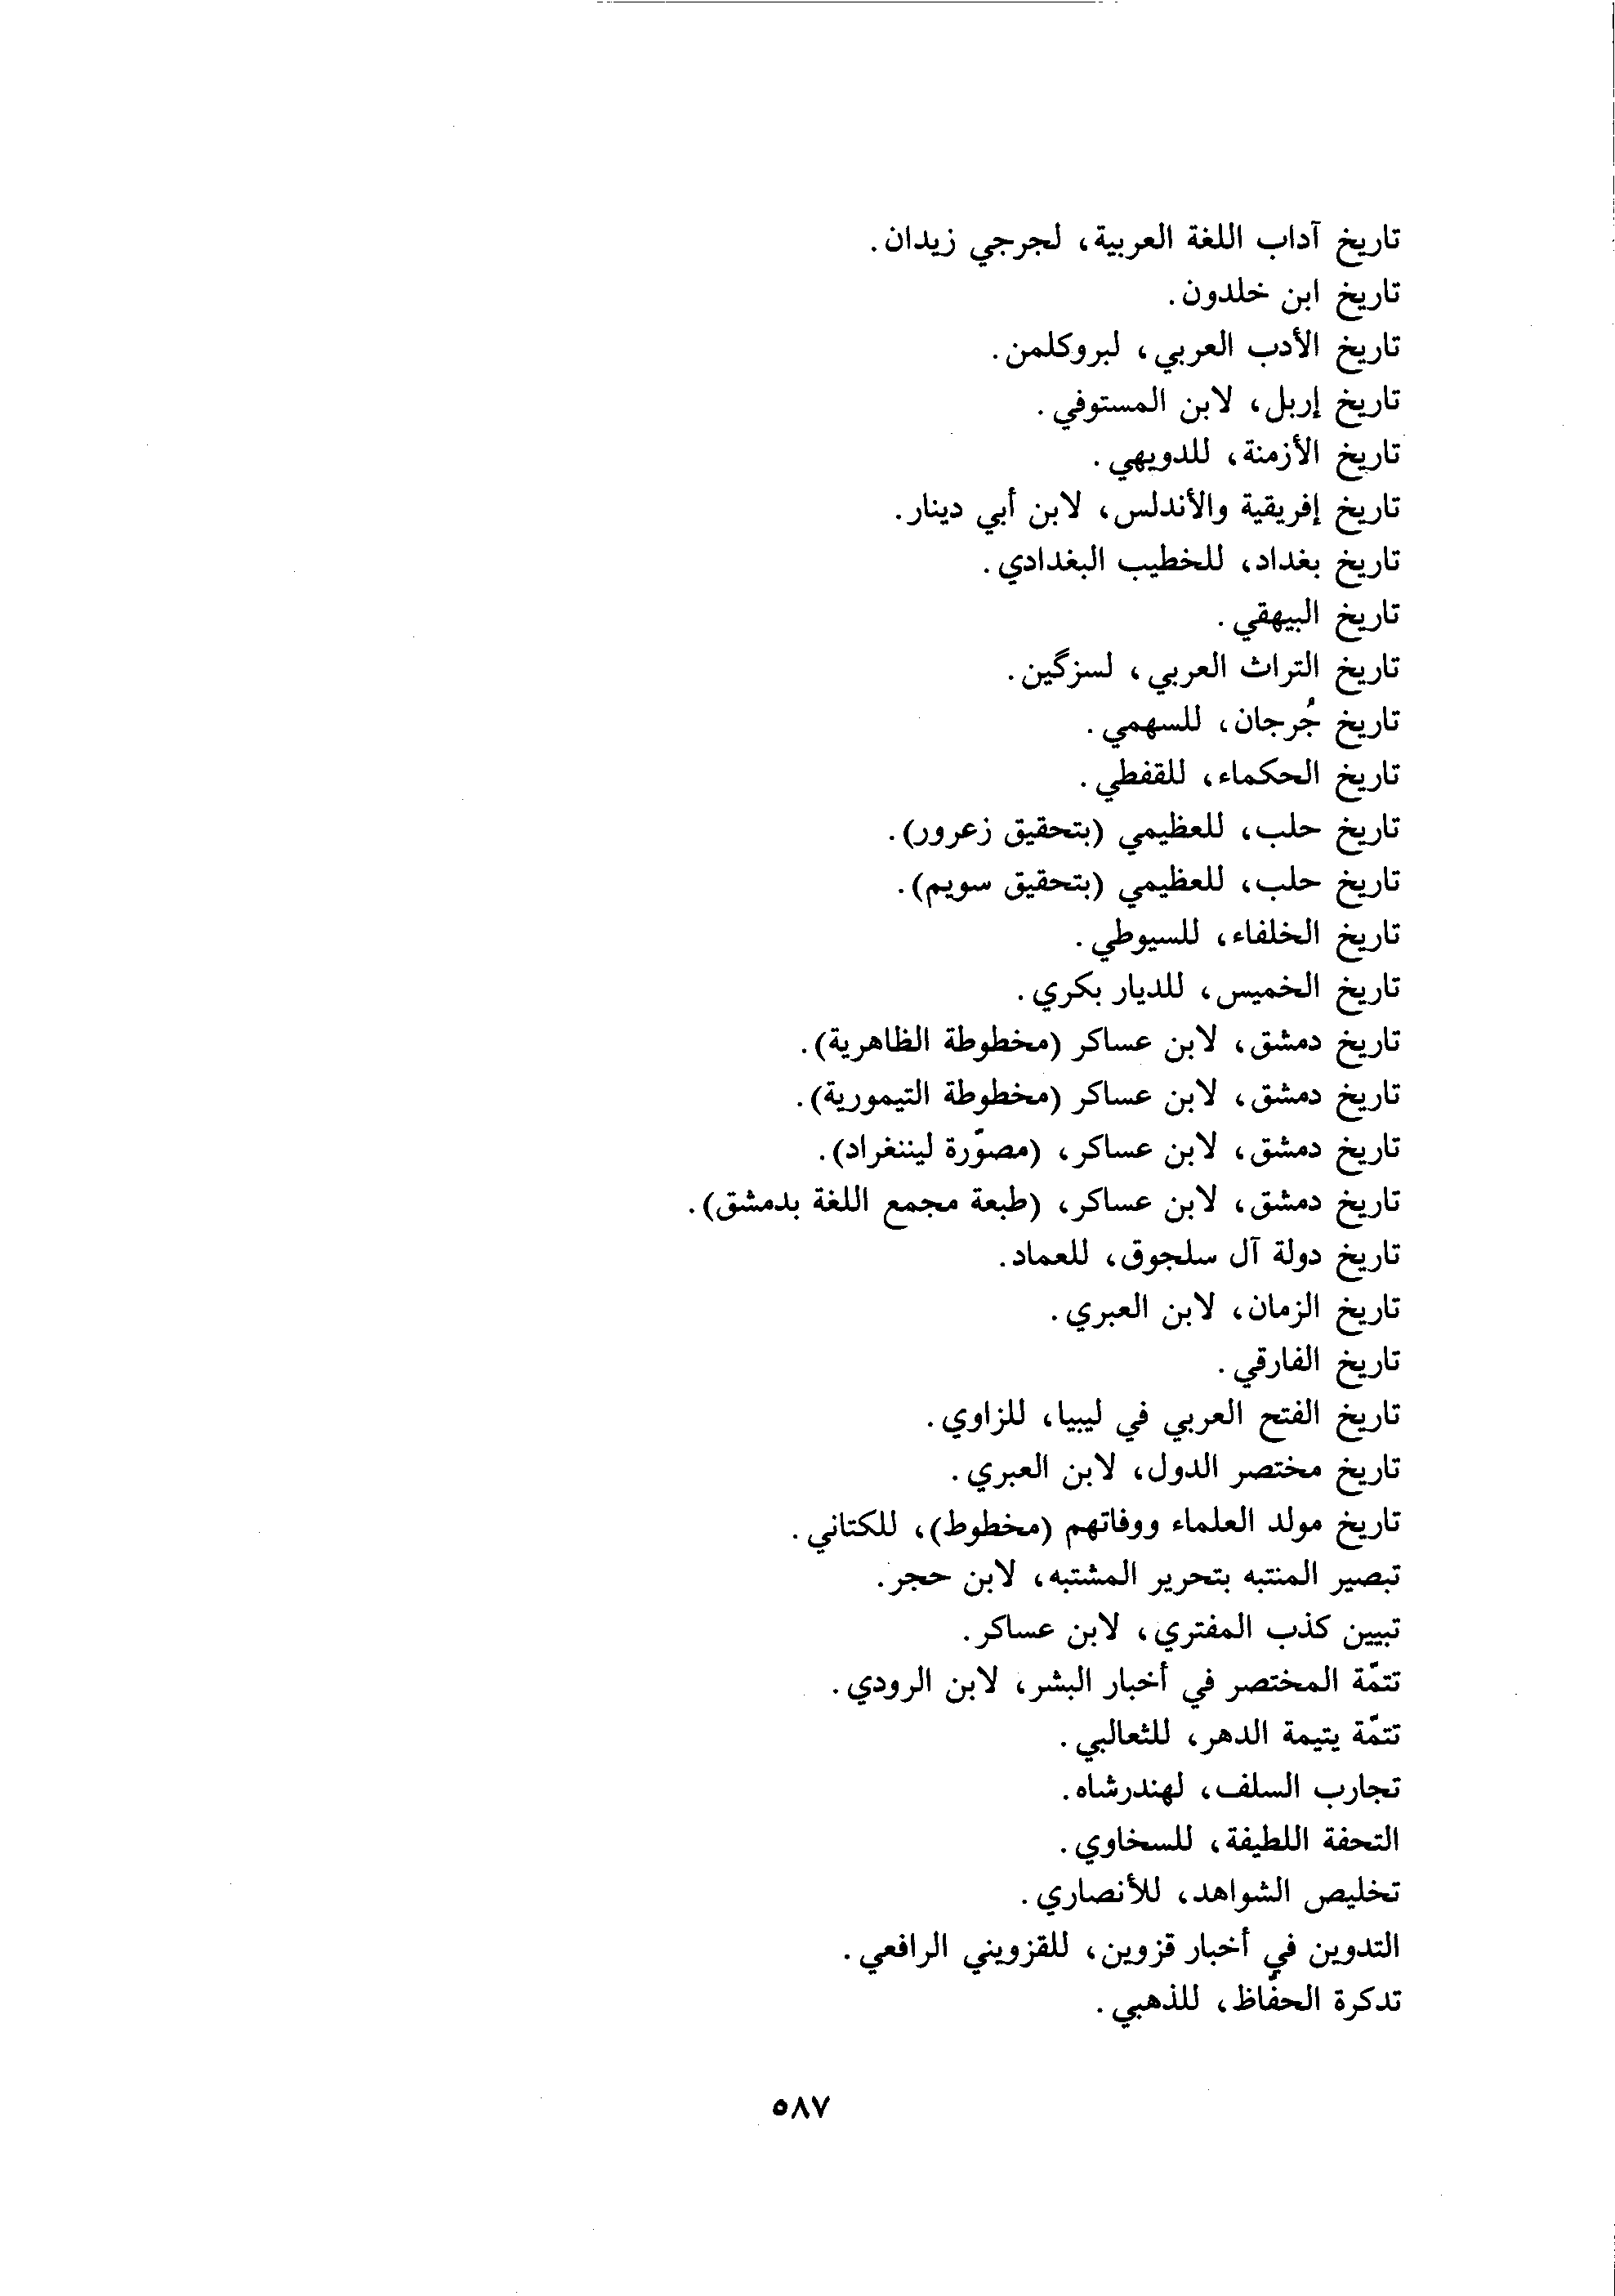 تاريخ آداب اللغة العربية، لجرجي زيدان.
تاريخ ابن خلدون.
تاريخ الأدب العربي، لبروكلمن.
تاريخ إربل، لابن المستوفي.
تاريخ الأزمنة، للدويهي.
تاريخ إفريقية والأندلس، لابن أبي دينار.
تاريخ بغداد، للخطيب البغدادي.
تاريخ البيهقي.
تاريخ التراث العربي، لسزگين.
تاريخ جُرجان، للسهمي.
تاريخ الحكماء، للقفطي.
تاريخ حلب، للعظيمي (بتحقيق زعرور).
تاريخ حلب، للعظيمي (بتحقيق سويم).
تاريخ الخلفاء، للسيوطي.
تاريخ الخميس، للديار بكري.
تاريخ دمشق، لابن عساكر (مخطوطة الظاهرية).
تاريخ دمشق، لابن عساكر (مخطوطة التيمورية).
تاريخ دمشق، لابن عساكر، (مصوّرة ليننغراد).
تاريخ دمشق، لابن عساكر، (طبعة مجمع اللغة بدمشق).
تاريخ دولة آل سلجوق، للعماد.
تاريخ الزمان، لابن العبري.
تاريخ الفارقي.
تاريخ الفتح العربي في ليبيا، للزاوي.
تاريخ مختصر الدول، لابن العبري.
تاريخ مولد العلماء ووفاتهم (مخطوط)، للكتاني.
تبصير المنتبه بتحرير المشتبه، لابن حجر.
تبيين كذب المفتري، لابن عساكر.
تتمّة المختصر في أخبار البشر، لابن الرودي.
تتمّة يتيمة الدهر، للثعالبي.
تجارب السلف، لهندرشاه.
التحفة اللطيفة، للسخاوي.
تخليص الشواهد، للأنصاري.
التدوين في أخبار قزوين، للقزويني الرافعي.
تدكرة الحفّاظ، للذهبي.
٥٨٧